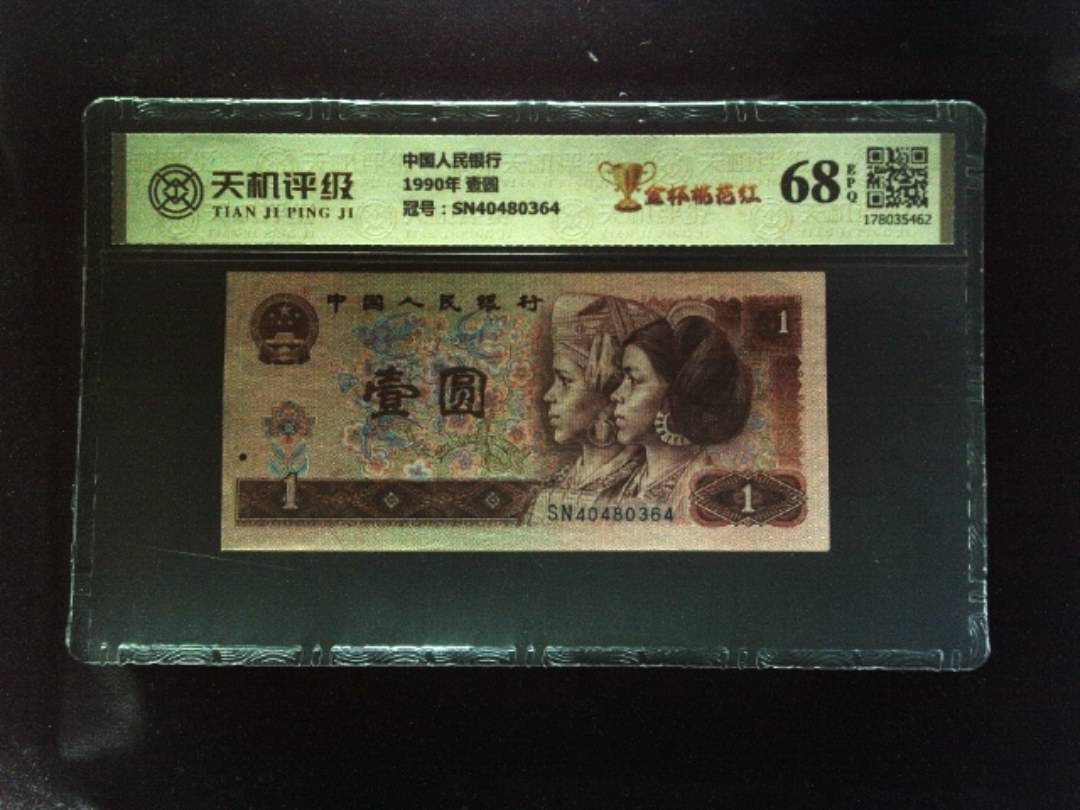 天机评级
TIAN JI PING JI
中国人民银行
1990年 壹圆
冠号：SN40480364
金杯桃花红
68
EPQ
178035462
中国人民银行
1
壹圆
1
1
SN40480364